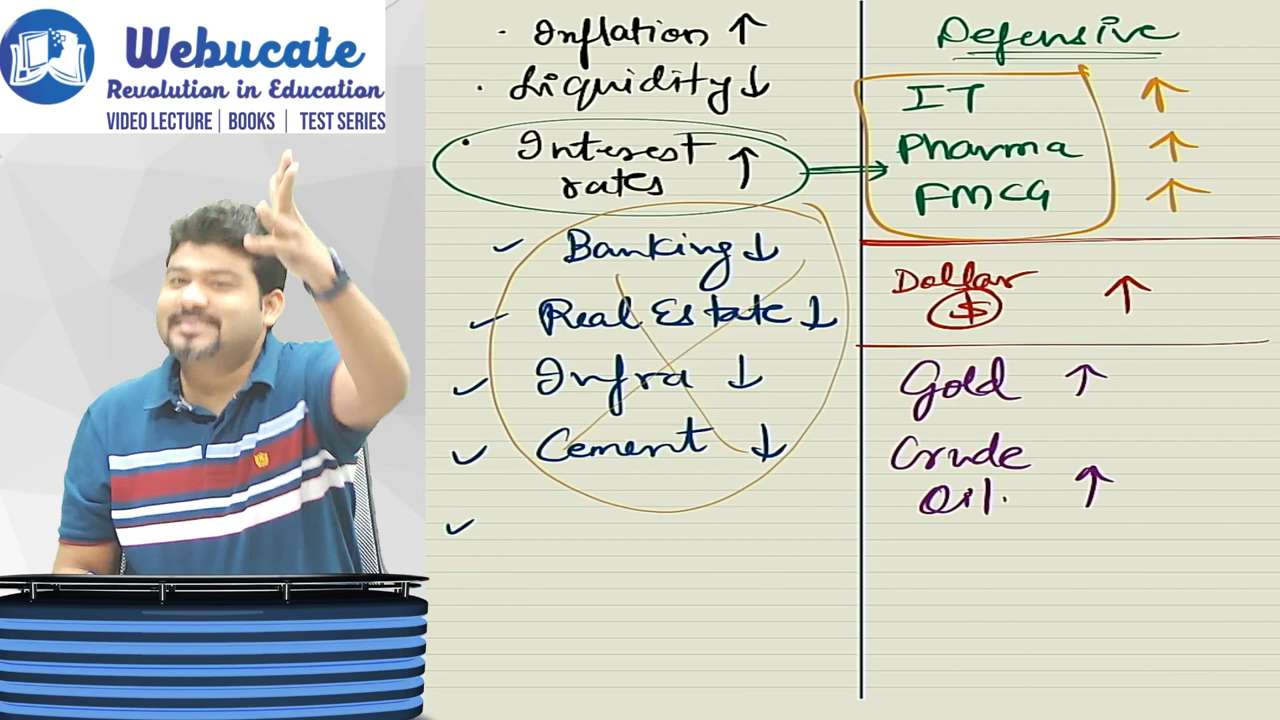 Webucate
Revolution in Education
VIDEO LECTURE | BOOKS | TEST SERIES
· Inflation ↑
· Liquidity ↓
· Interest ↑
rates
✓ Banking ↓
✓ Real Estate ↓
✓ Infra ↓
✓ Cement ↓
✓
Defensive
IT ↑
Pharma ↑
FMCG ↑
Dollar ↑
$
Gold ↑
Crude
Oil. ↑